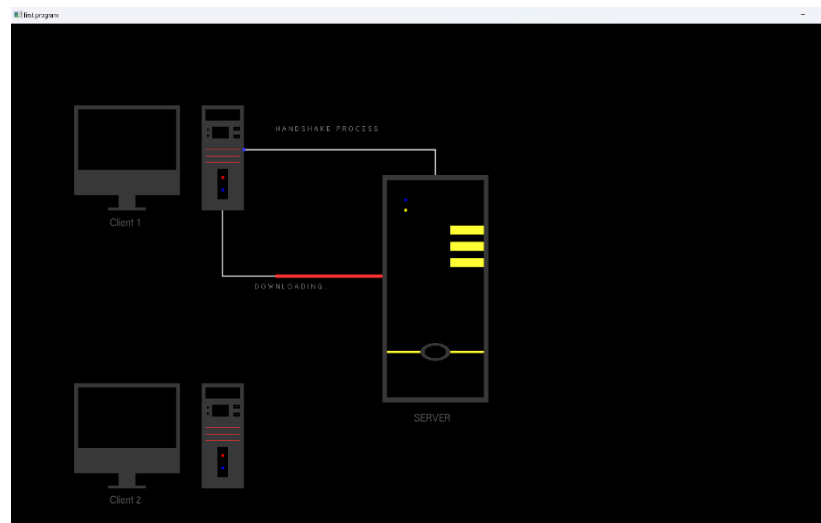 first program
HANDSHAKE PROCESS
Client 1
DOWNLOADING.
SERVER
Client 2